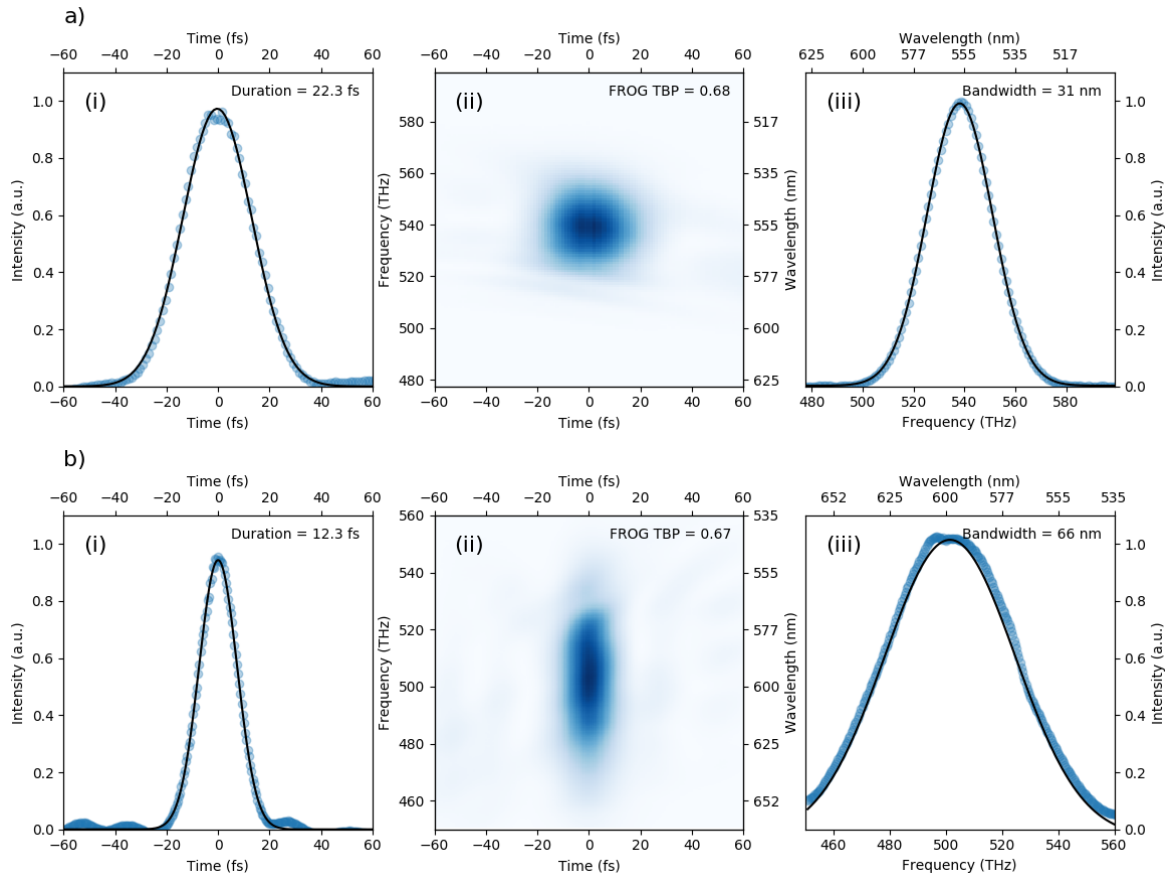 a)
Time (fs)
−60 −40 −20 0 20 40 60
Time (fs)
−60 −40 −20 0 20 40 60
Wavelength (nm)
625 600 577 555 535 517
(i)
Duration = 22.3 fs
(ii)
FROG TBP = 0.68
(iii)
Bandwidth = 31 nm
Intensity (a.u.)
1.0
0.8
0.6
0.4
0.2
0.0
Frequency (THz)
580
560
540
520
500
480
517
535
555
577
600
625
Wavelength (nm)
1.0
0.8
0.6
0.4
0.2
0.0
Intensity (a.u.)
−60 −40 −20 0 20 40 60
Time (fs)
−60 −40 −20 0 20 40 60
Time (fs)
480 500 520 540 560 580
Frequency (THz)
b)
Time (fs)
−60 −40 −20 0 20 40 60
Time (fs)
−60 −40 −20 0 20 40 60
Wavelength (nm)
652 625 600 577 555 535
(i)
Duration = 12.3 fs
(ii)
FROG TBP = 0.67
(iii)
Bandwidth = 66 nm
Intensity (a.u.)
1.0
0.8
0.6
0.4
0.2
0.0
Frequency (THz)
560
540
520
500
480
460
535
555
577
600
625
652
Wavelength (nm)
1.0
0.8
0.6
0.4
0.2
0.0
Intensity (a.u.)
−60 −40 −20 0 20 40 60
Time (fs)
−60 −40 −20 0 20 40 60
Time (fs)
460 480 500 520 540 560
Frequency (THz)